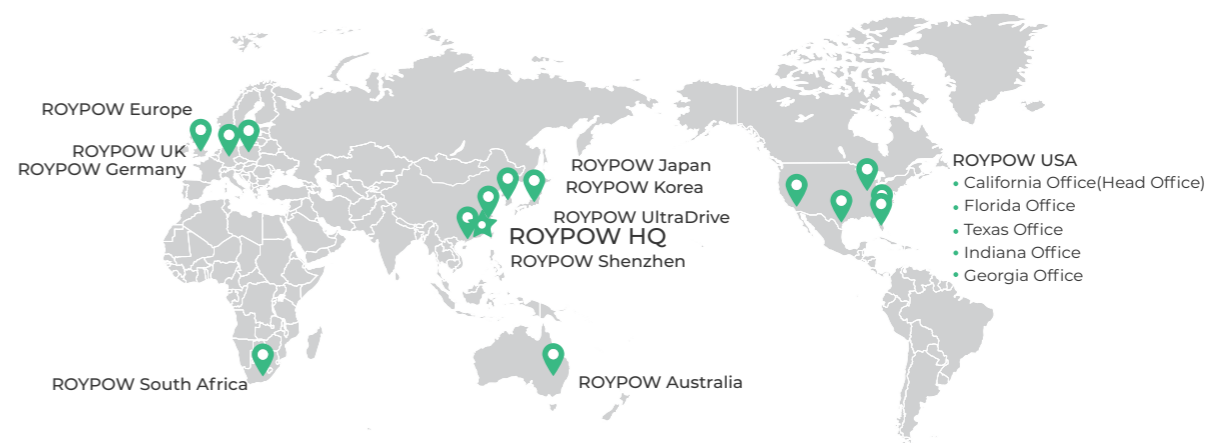 ROYPOW Europe
ROYPOW UK
ROYPOW Germany
ROYPOW South Africa
ROYPOW Japan
ROYPOW Korea
ROYPOW UltraDrive
ROYPOW HQ
ROYPOW Shenzhen
ROYPOW Australia
ROYPOW USA
• California Office(Head Office)
• Florida Office
• Texas Office
• Indiana Office
• Georgia Office